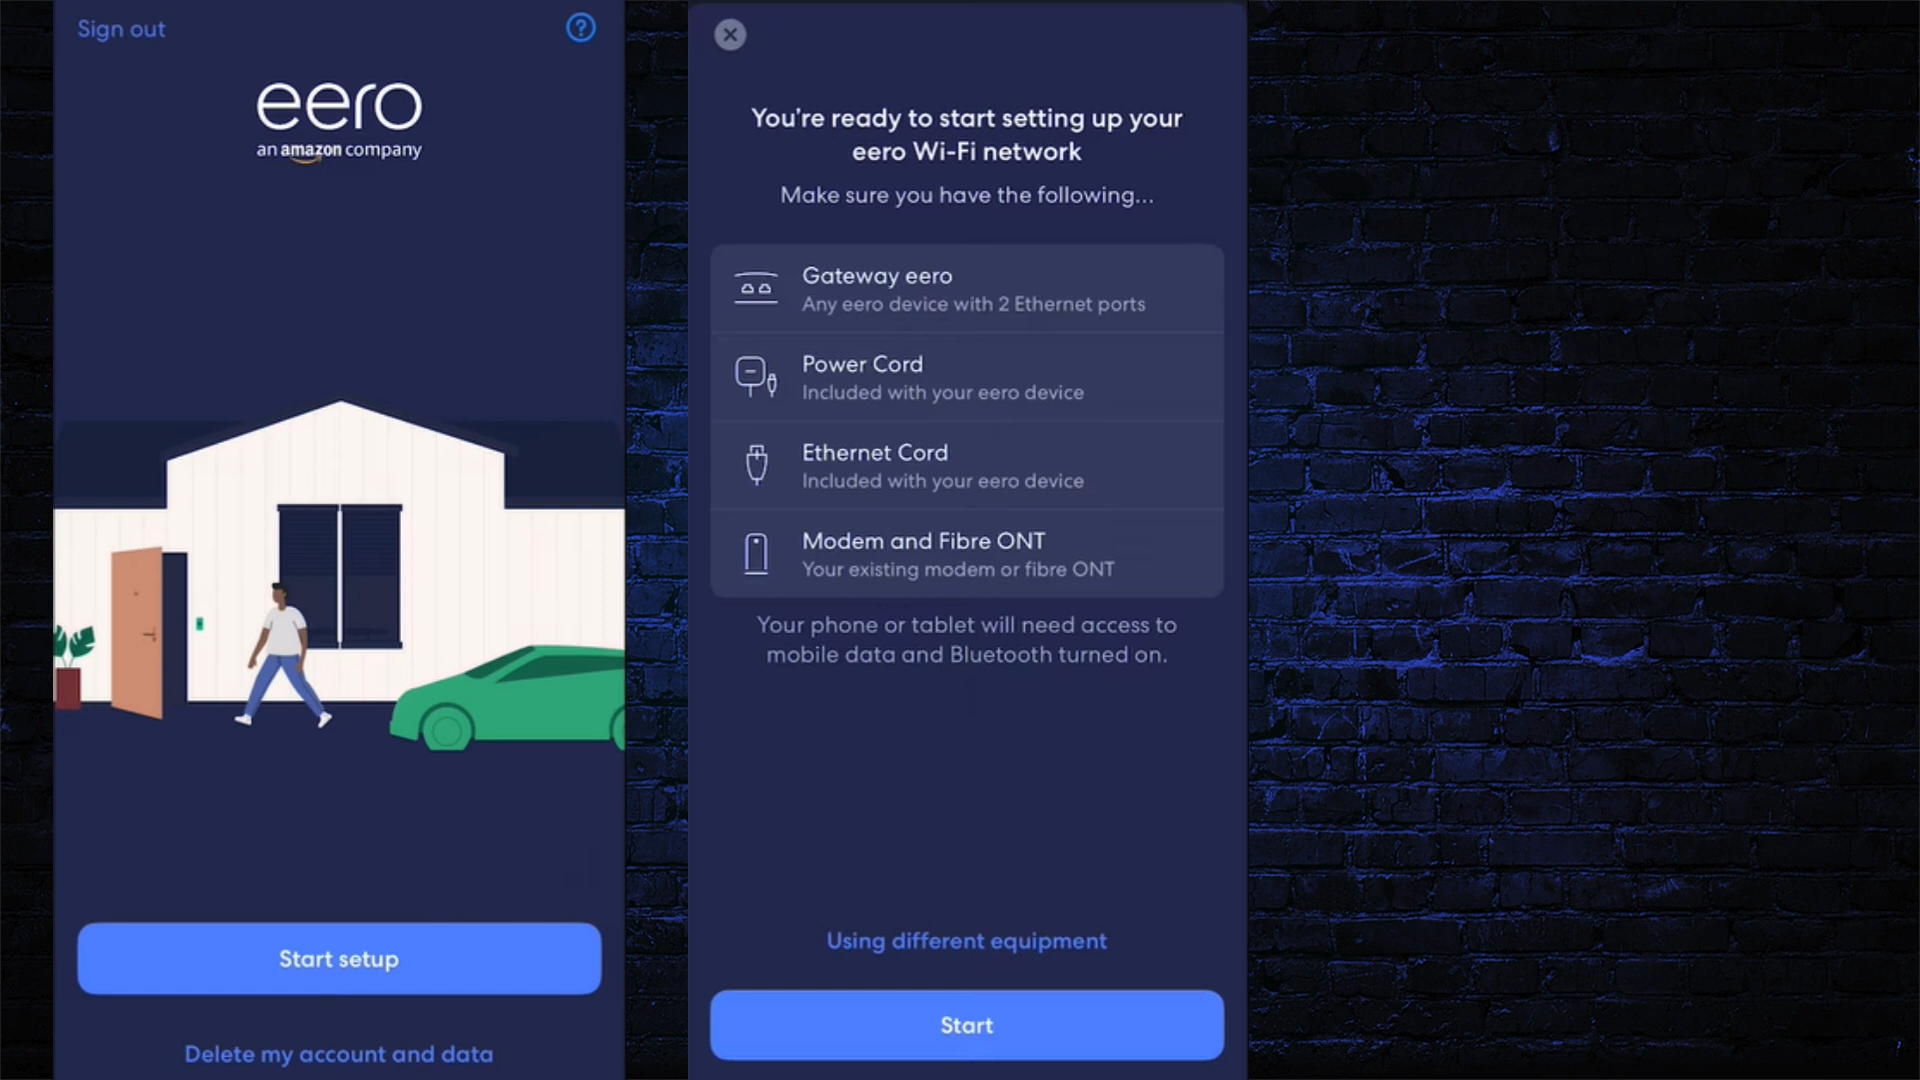 Sign out
?
eero
an amazon company
Start setup
Delete my account and data
You're ready to start setting up your
eero Wi-Fi network
Make sure you have the following...
Gateway eero
Any eero device with 2 Ethernet ports
Power Cord
Included with your eero device
Ethernet Cord
Included with your eero device
Modem and Fibre ONT
Your existing modem or fibre ONT
Your phone or tablet will need access to
mobile data and Bluetooth turned on.
Using different equipment
Start